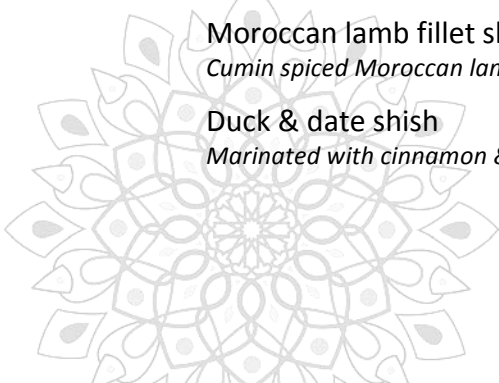 Moroccan lamb fillet
Cumin spiced Moroccan
Duck & date shish
Marinated with cinnamon &